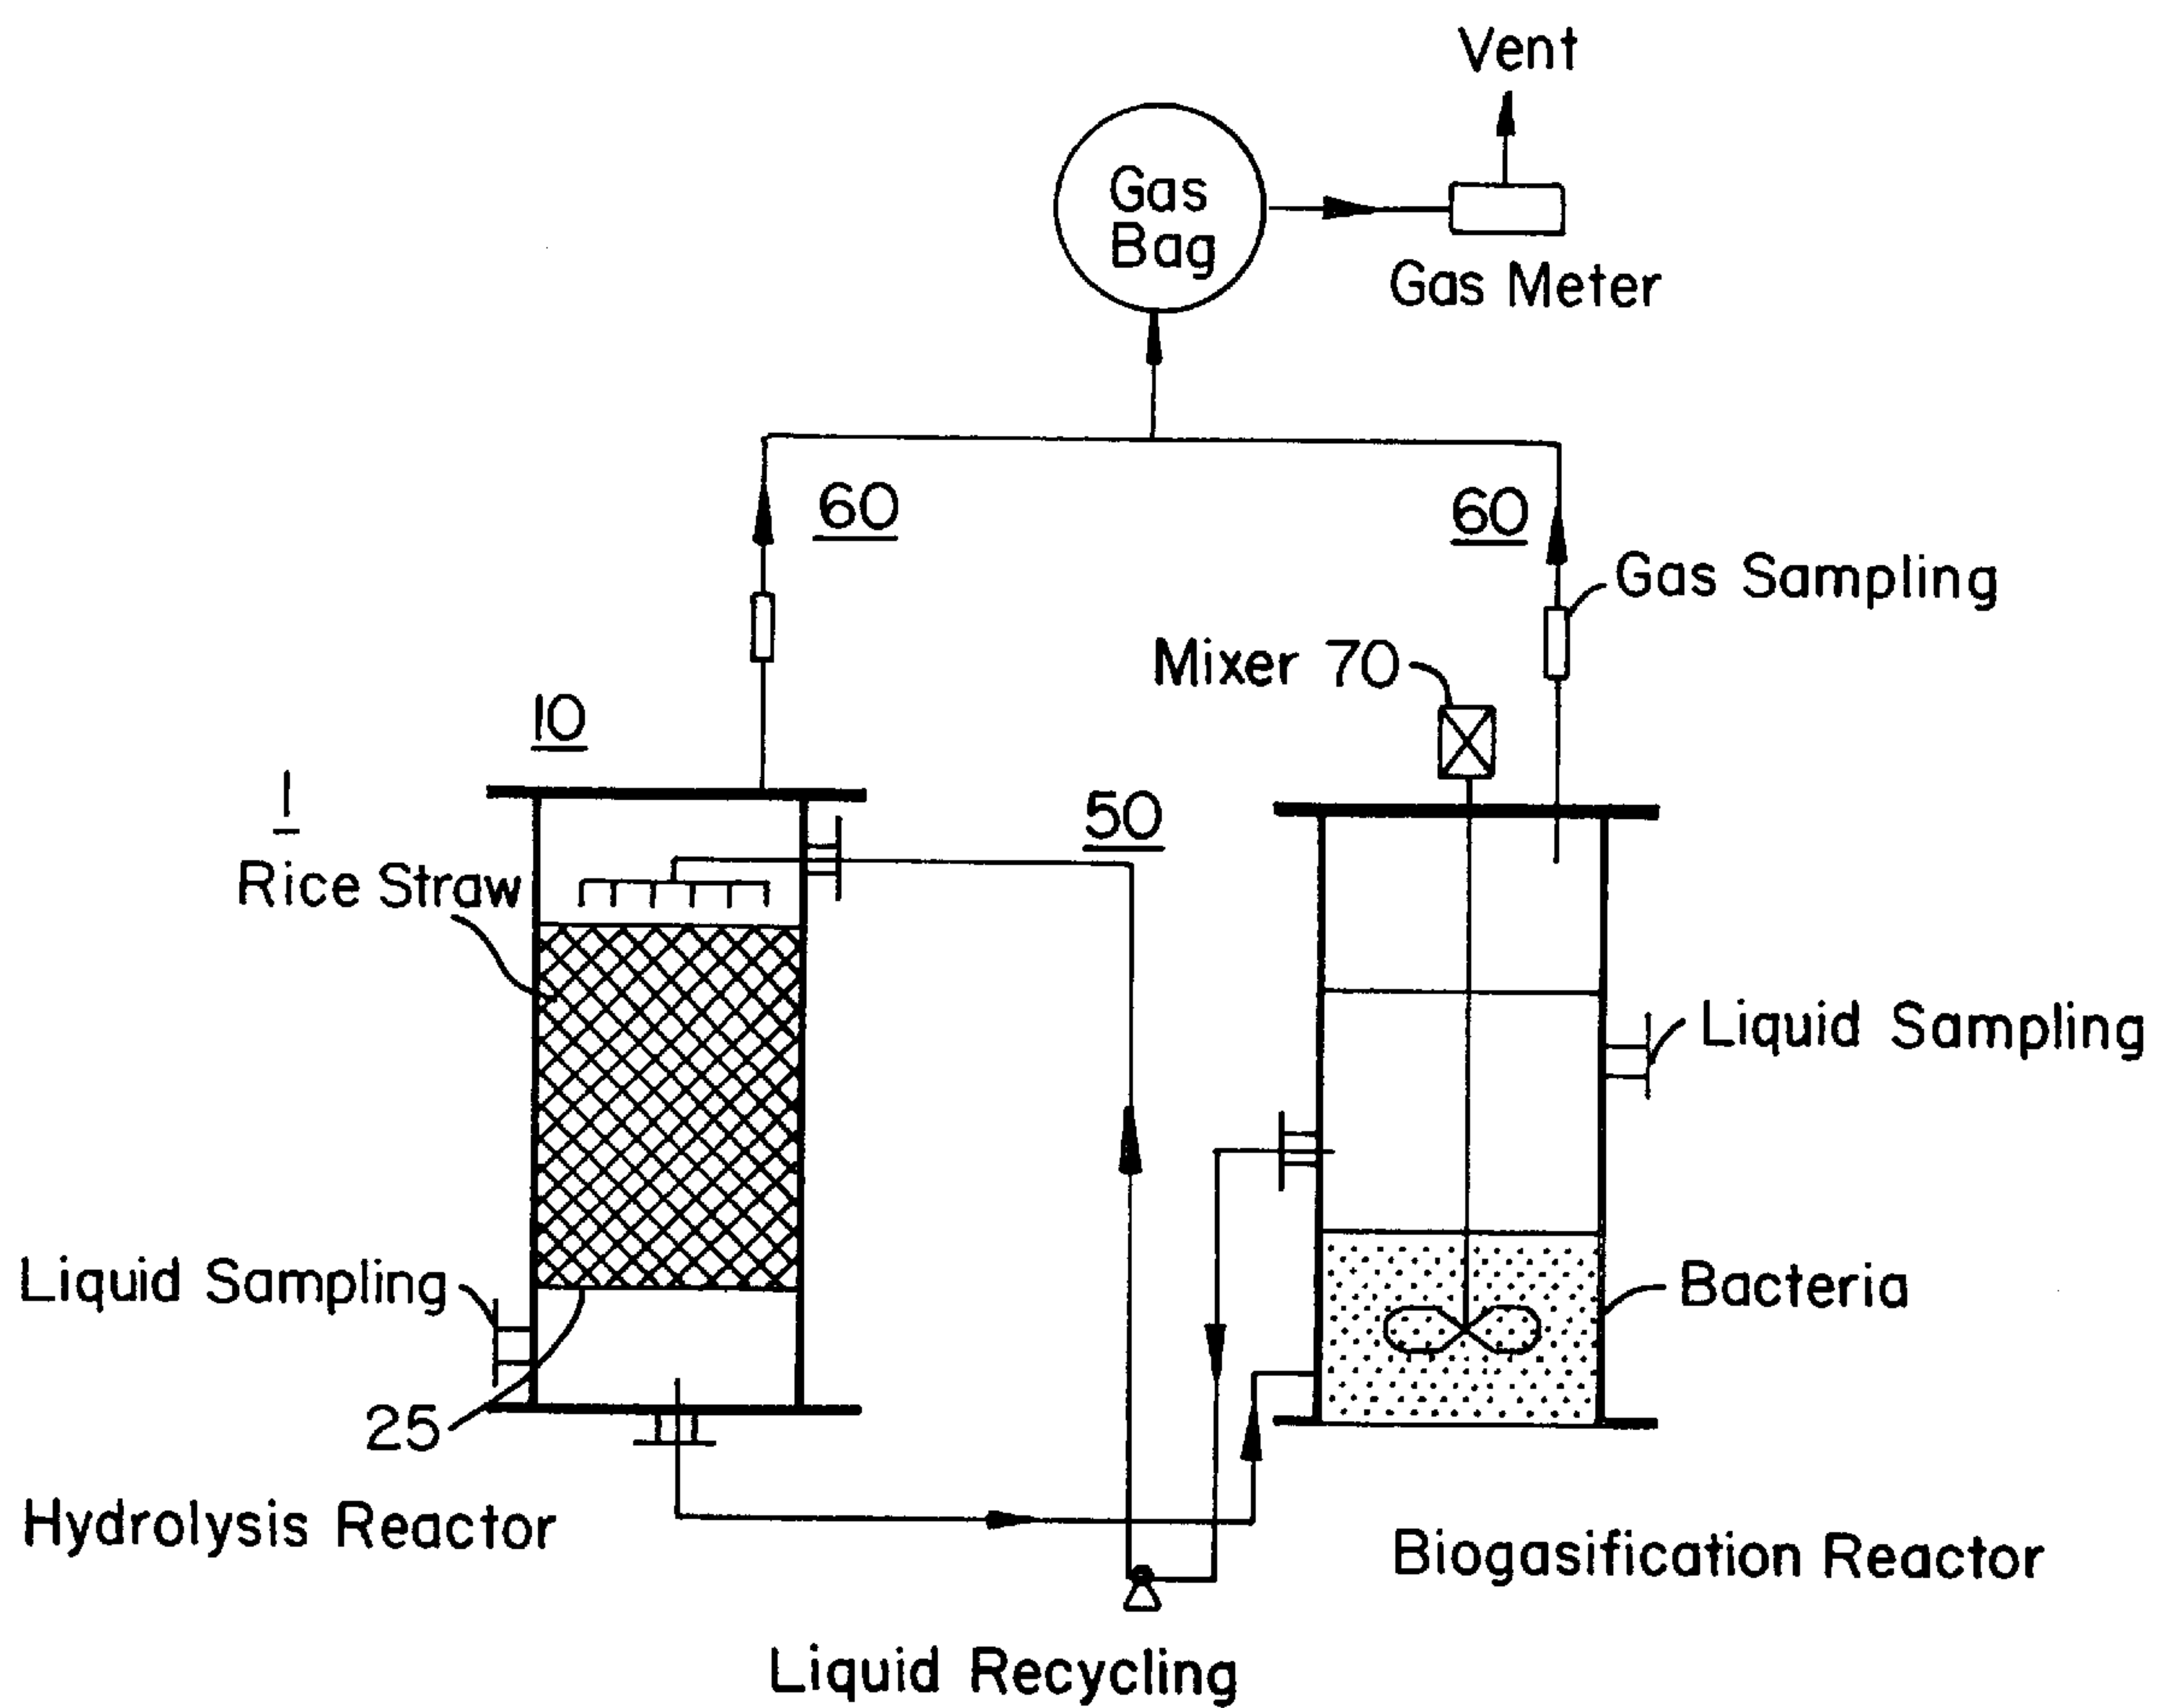 Vent
Gas
Bag
Gas Meter
60
60
Gas Sampling
Mixer 70
10
1
50
Rice Straw
Liquid Sampling
Liquid Sampling
Bacteria
25
Hydrolysis Reactor
Biogasification Reactor
Liquid Recycling